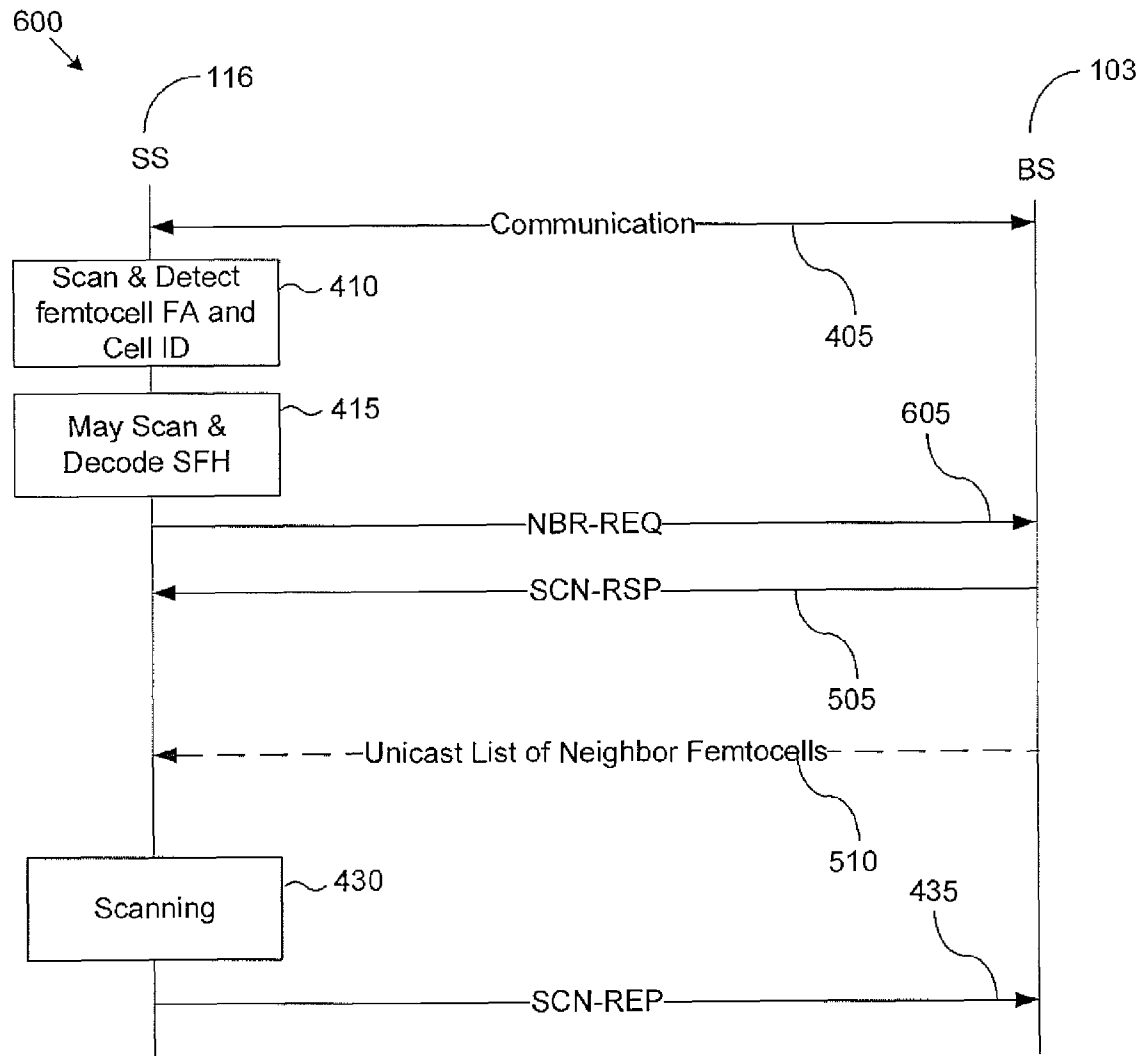 600
116
103
SS
BS
Communication
405
Scan & Detect
femtocell FA and
Cell ID
410
May Scan &
Decode SFH
415
605
NBR-REQ
SCN-RSP
505
Unicast List of Neighbor Femtocells
510
Scanning
430
435
SCN-REP